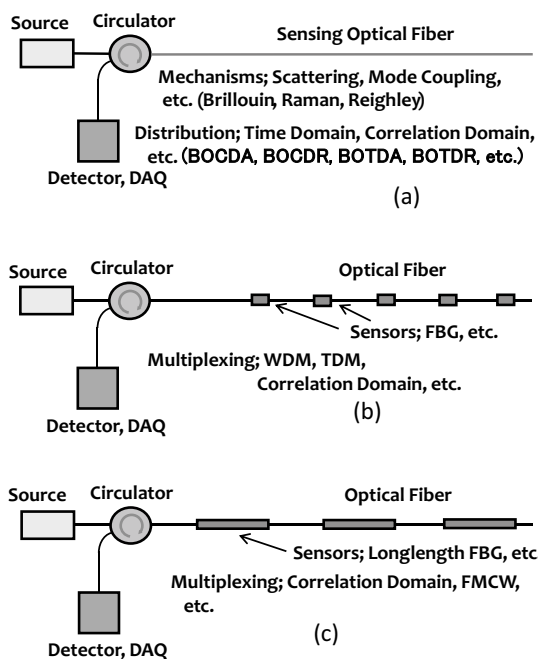 Source
Circulator
Sensing Optical Fiber
Mechanisms; Scattering, Mode Coupling,
etc. (Brillouin, Raman, Reighley)
Distribution; Time Domain, Correlation Domain,
etc. (BOCDA, BOCDR, BOTDA, BOTDR, etc.)
Detector, DAQ
(a)
Source
Circulator
Optical Fiber
Sensors; FBG, etc.
Multiplexing; WDM, TDM,
Correlation Domain, etc.
Detector, DAQ
(b)
Source
Circulator
Optical Fiber
Sensors; Longlength FBG, etc
Multiplexing; Correlation Domain, FMCW,
etc.
Detector, DAQ
(c)